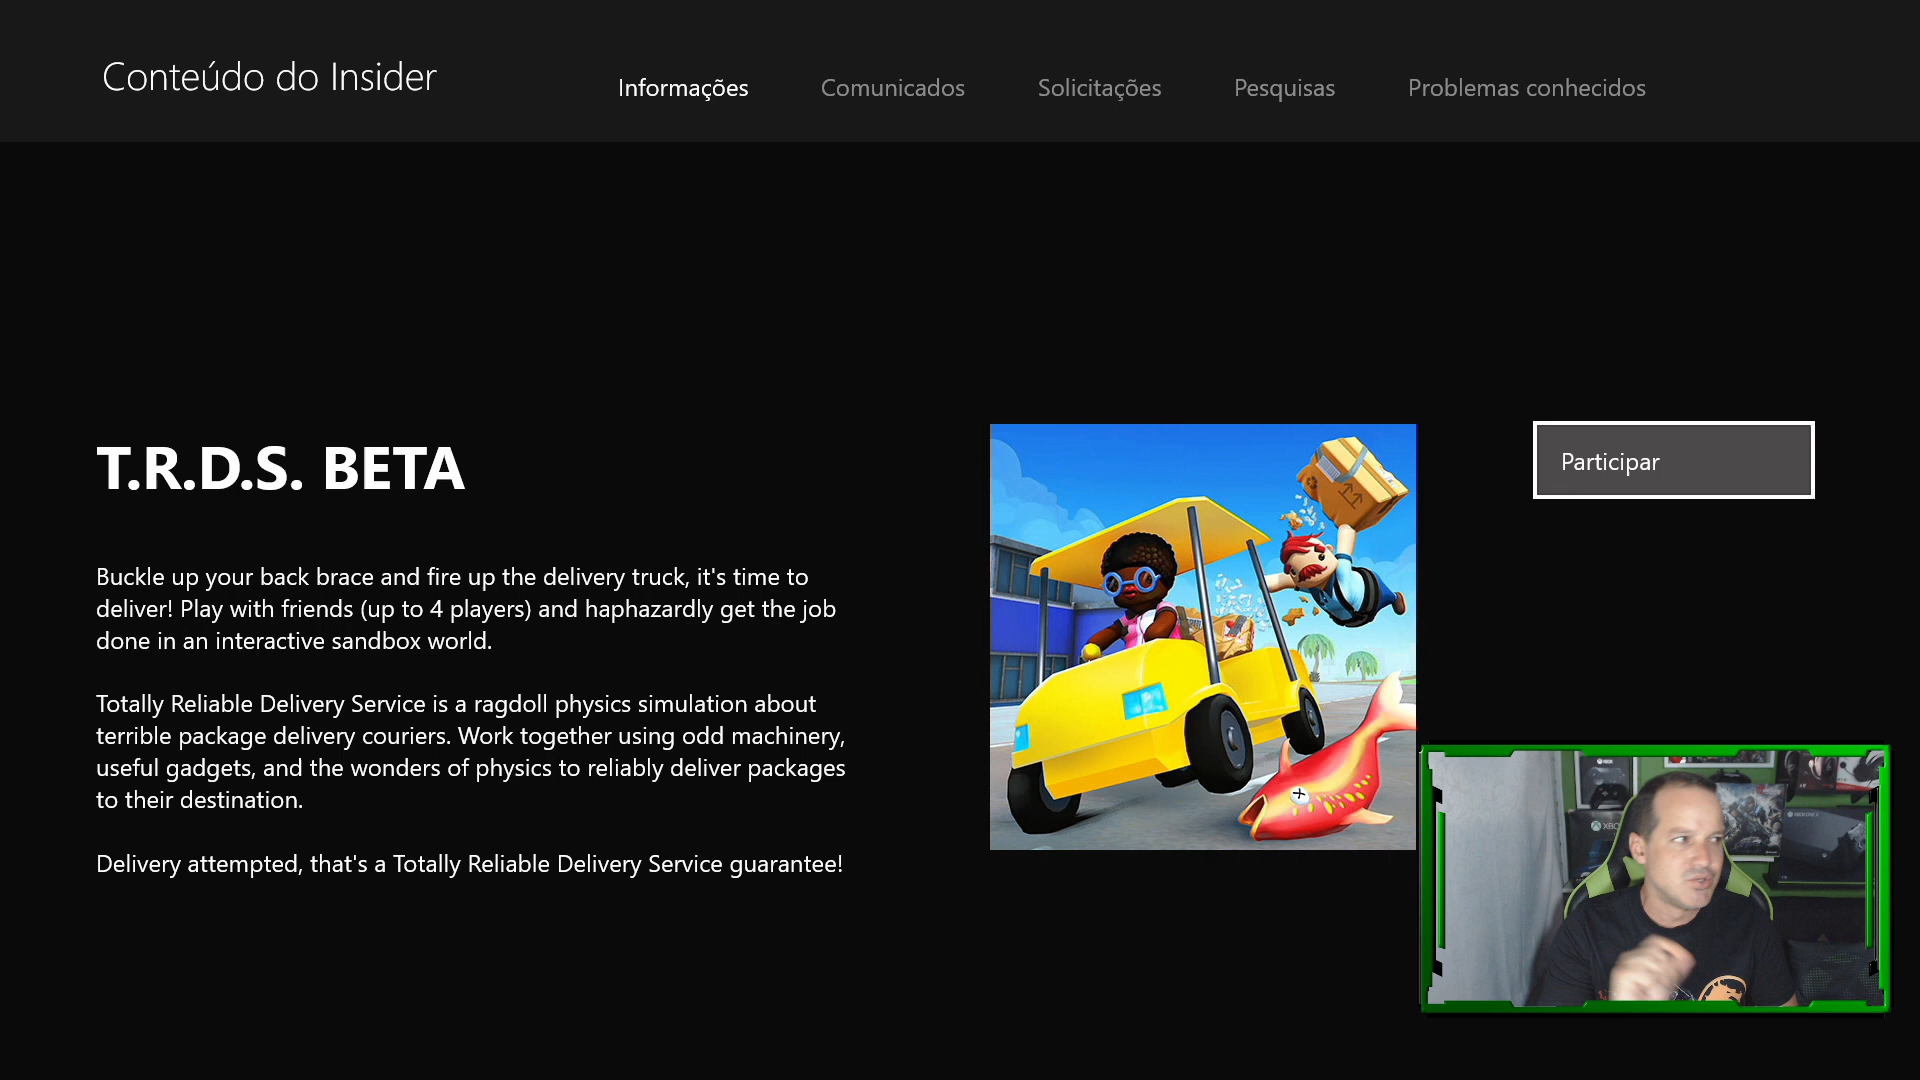 Conteúdo do Insider
Informações
Comunicados
Solicitações
Pesquisas
Problemas conhecidos
T.R.D.S. BETA
Participar
Buckle up your back brace and fire up the delivery truck, it's time to
deliver! Play with friends (up to 4 players) and haphazardly get the job
done in an interactive sandbox world.
Totally Reliable Delivery Service is a ragdoll physics simulation about
terrible package delivery couriers. Work together using odd machinery,
useful gadgets, and the wonders of physics to reliably deliver packages
to their destination.
Delivery attempted, that's a Totally Reliable Delivery Service guarantee!